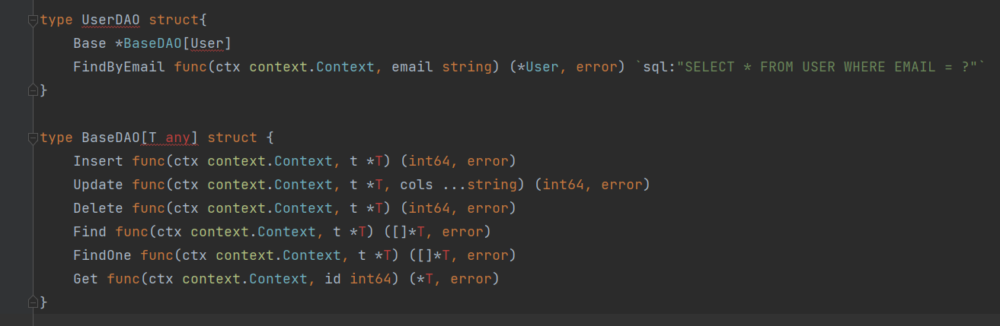 type UserDAO struct{
    Base *BaseDAO[User]
    FindByEmail func(ctx context.Context, email string) (*User, error) `sql:"SELECT * FROM USER WHERE EMAIL = ?"`
}
type BaseDAO[T any] struct {
    Insert func(ctx context.Context, t *T) (int64, error)
    Update func(ctx context.Context, t *T, cols ...string) (int64, error)
    Delete func(ctx context.Context, t *T) (int64, error)
    Find func(ctx context.Context, t *T) ([]*T, error)
    FindOne func(ctx context.Context, t *T) ([]*T, error)
    Get func(ctx context.Context, id int64) (*T, error)
}